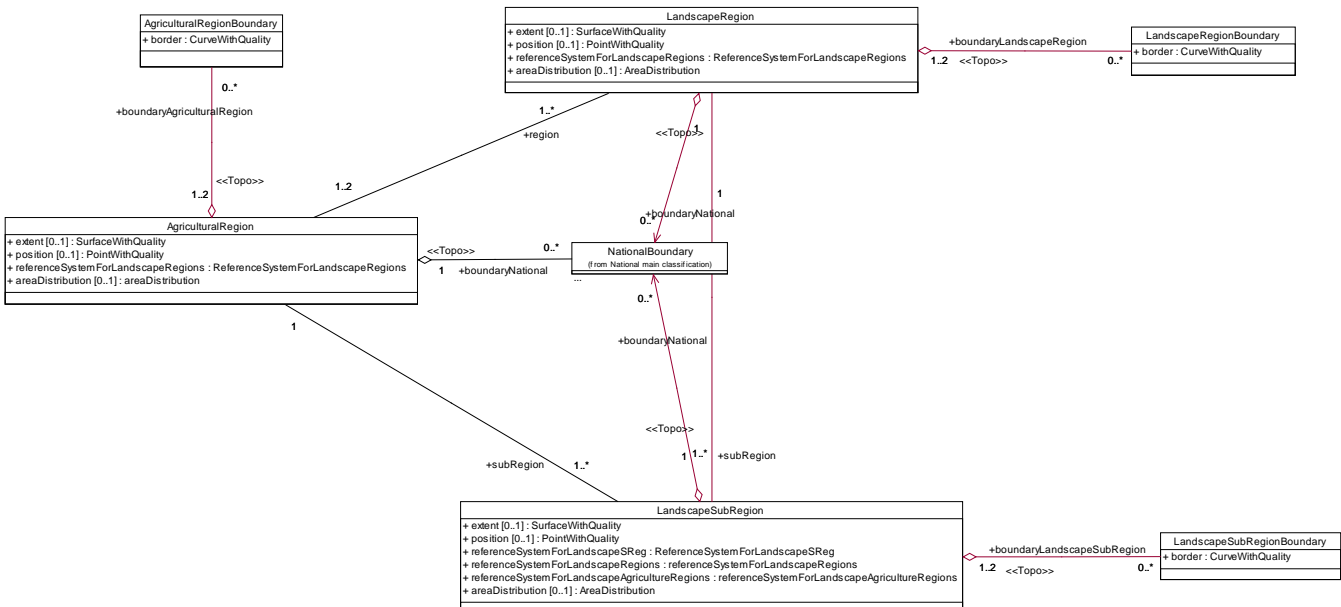 AgriculturalRegionBoundary
+ border : CurveWithQuality
LandscapeRegion
+ extent [0..1] : SurfaceWithQuality
+ position [0..1] : PointWithQuality
+ referenceSystemForLandscapeRegions : ReferenceSystemForLandscapeRegions
+ areaDistribution [0..1] : AreaDistribution
LandscapeRegionBoundary
+ border : CurveWithQuality
+boundaryLandscapeRegion
1..2
<<Topo>>
0..*
0..*
+boundaryAgriculturalRegion
<<Topo>>
1..2
1..*
+region
1..2
1
<<Topo>>
+boundaryNational
0..*
1
AgriculturalRegion
+ extent [0..1] : SurfaceWithQuality
+ position [0..1] : PointWithQuality
+ referenceSystemForLandscapeRegions : ReferenceSystemForLandscapeRegions
+ areaDistribution [0..1] : areaDistribution
<<Topo>>
0..*
1
+boundaryNational
NationalBoundary
(from National main classification)
...
0..*
+boundaryNational
<<Topo>>
1
1..*
+subRegion
1
+subRegion
1..*
LandscapeSubRegion
+ extent [0..1] : SurfaceWithQuality
+ position [0..1] : PointWithQuality
+ referenceSystemForLandscapeSReg : ReferenceSystemForLandscapeSReg
+ referenceSystemForLandscapeRegions : referenceSystemForLandscapeRegions
+ referenceSystemForLandscapeAgricultureRegions : referenceSystemForLandscapeAgricultureRegions
+ areaDistribution [0..1] : AreaDistribution
+boundaryLandscapeSubRegion
1..2
<<Topo>>
0..*
LandscapeSubRegionBoundary
+ border : CurveWithQuality